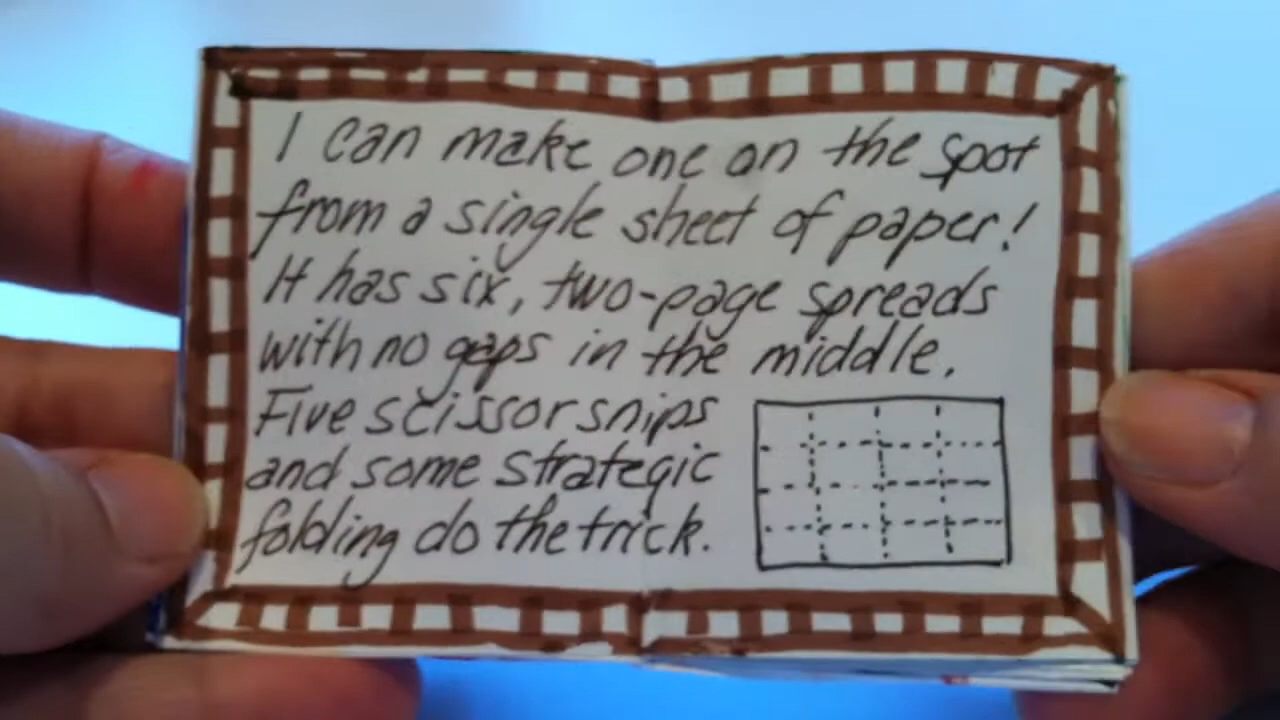 I can make one on the spot
from a single sheet of paper!
It has six, two-page spreads
with no gaps in the middle.
Five scissor snips
and some strategic
folding do the trick.